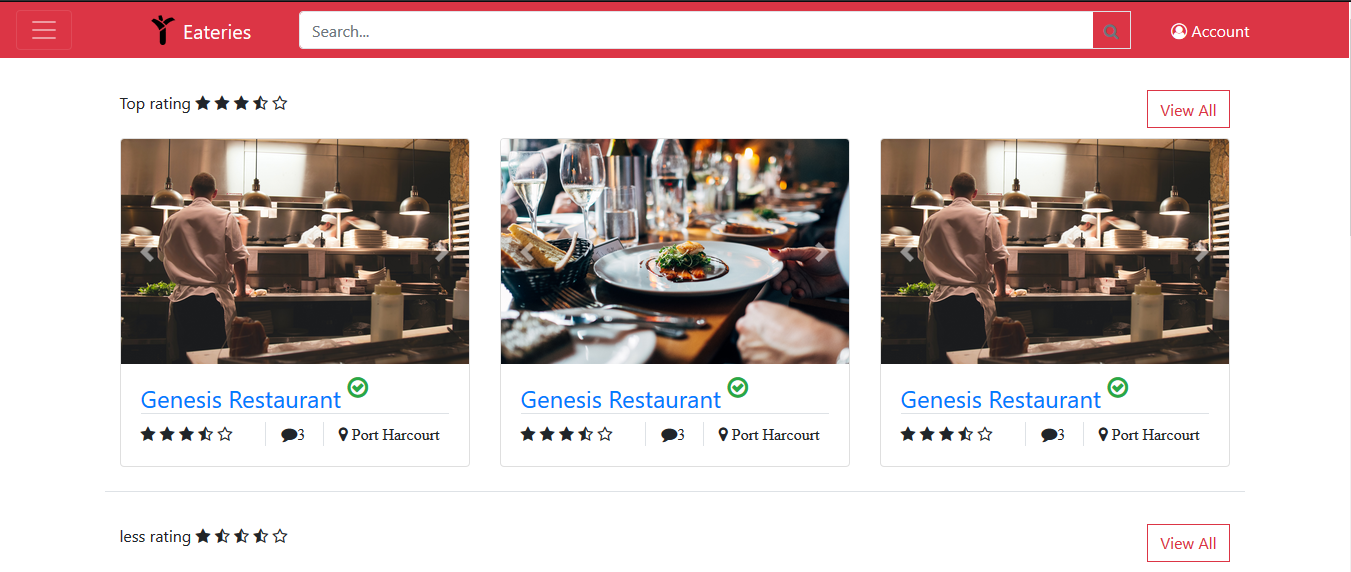 Eateries
Search...
Account
Top rating
View All
Genesis Restaurant
3
Port Harcourt
Genesis Restaurant
3
Port Harcourt
Genesis Restaurant
3
Port Harcourt
less rating
View All